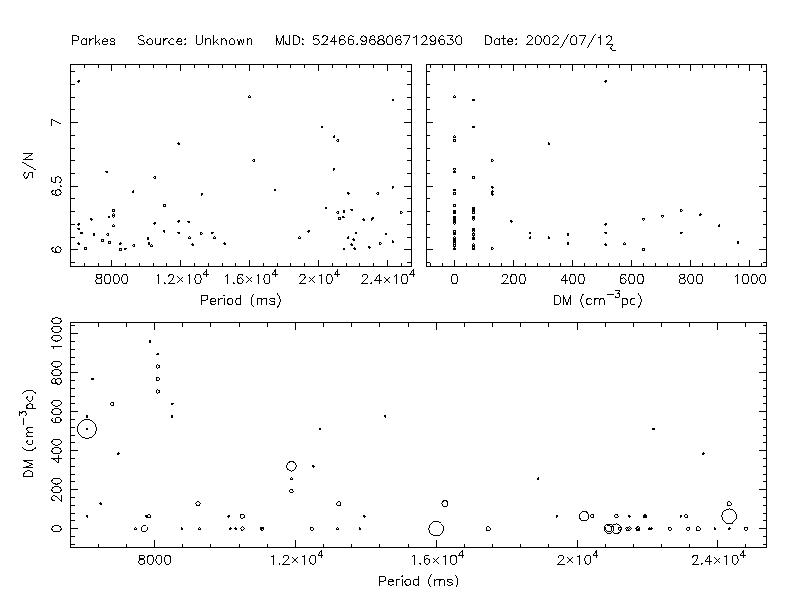 Parkes Source: Unknown MJD: 52466.968067129630 Date: 2002/07/12
S/N
7
6.5
6
8000 1.2×10⁴ 1.6×10⁴ 2×10⁴ 2.4×10⁴
Period (ms)
0 200 400 600 800 1000
DM (cm⁻³pc)
DM (cm⁻³pc)
1000
800
600
400
200
0
8000 1.2×10⁴ 1.6×10⁴ 2×10⁴ 2.4×10⁴
Period (ms)